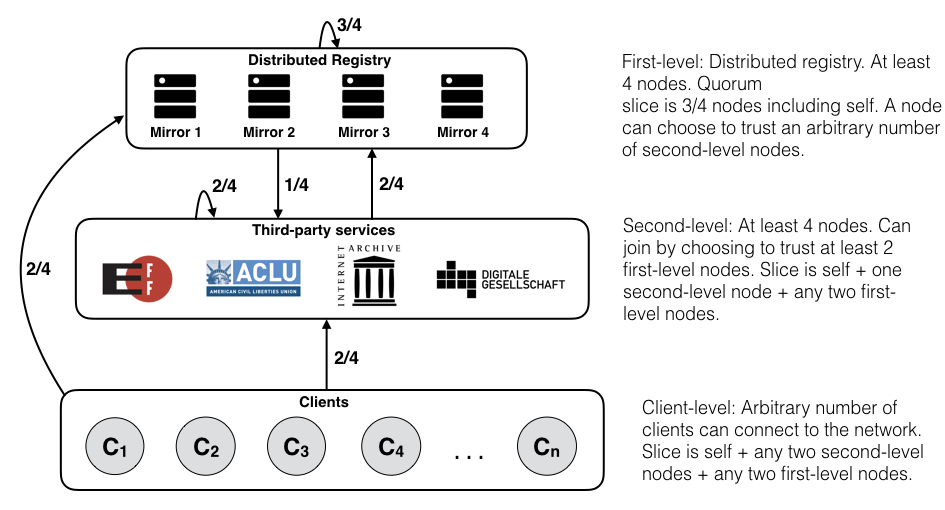 3/4
Distributed Registry
Mirror 1
Mirror 2
Mirror 3
Mirror 4
First-level: Distributed registry. At least
4 nodes. Quorum
slice is 3/4 nodes including self. A node
can choose to trust an arbitrary number
of second-level nodes.
2/4
1/4
2/4
Third-party services
EFF
ACLU
AMERICAN CIVIL LIBERTIES UNION
INTERNET ARCHIVE
DIGITALE
GESELLSCHAFT
Second-level: At least 4 nodes. Can
join by choosing to trust at least 2
first-level nodes. Slice is self + one
second-level node + any two first-
level nodes.
2/4
2/4
Clients
C1
C2
C3
C4
. . .
Cn
Client-level: Arbitrary number of
clients can connect to the network.
Slice is self + any two second-level
nodes + any two first-level nodes.